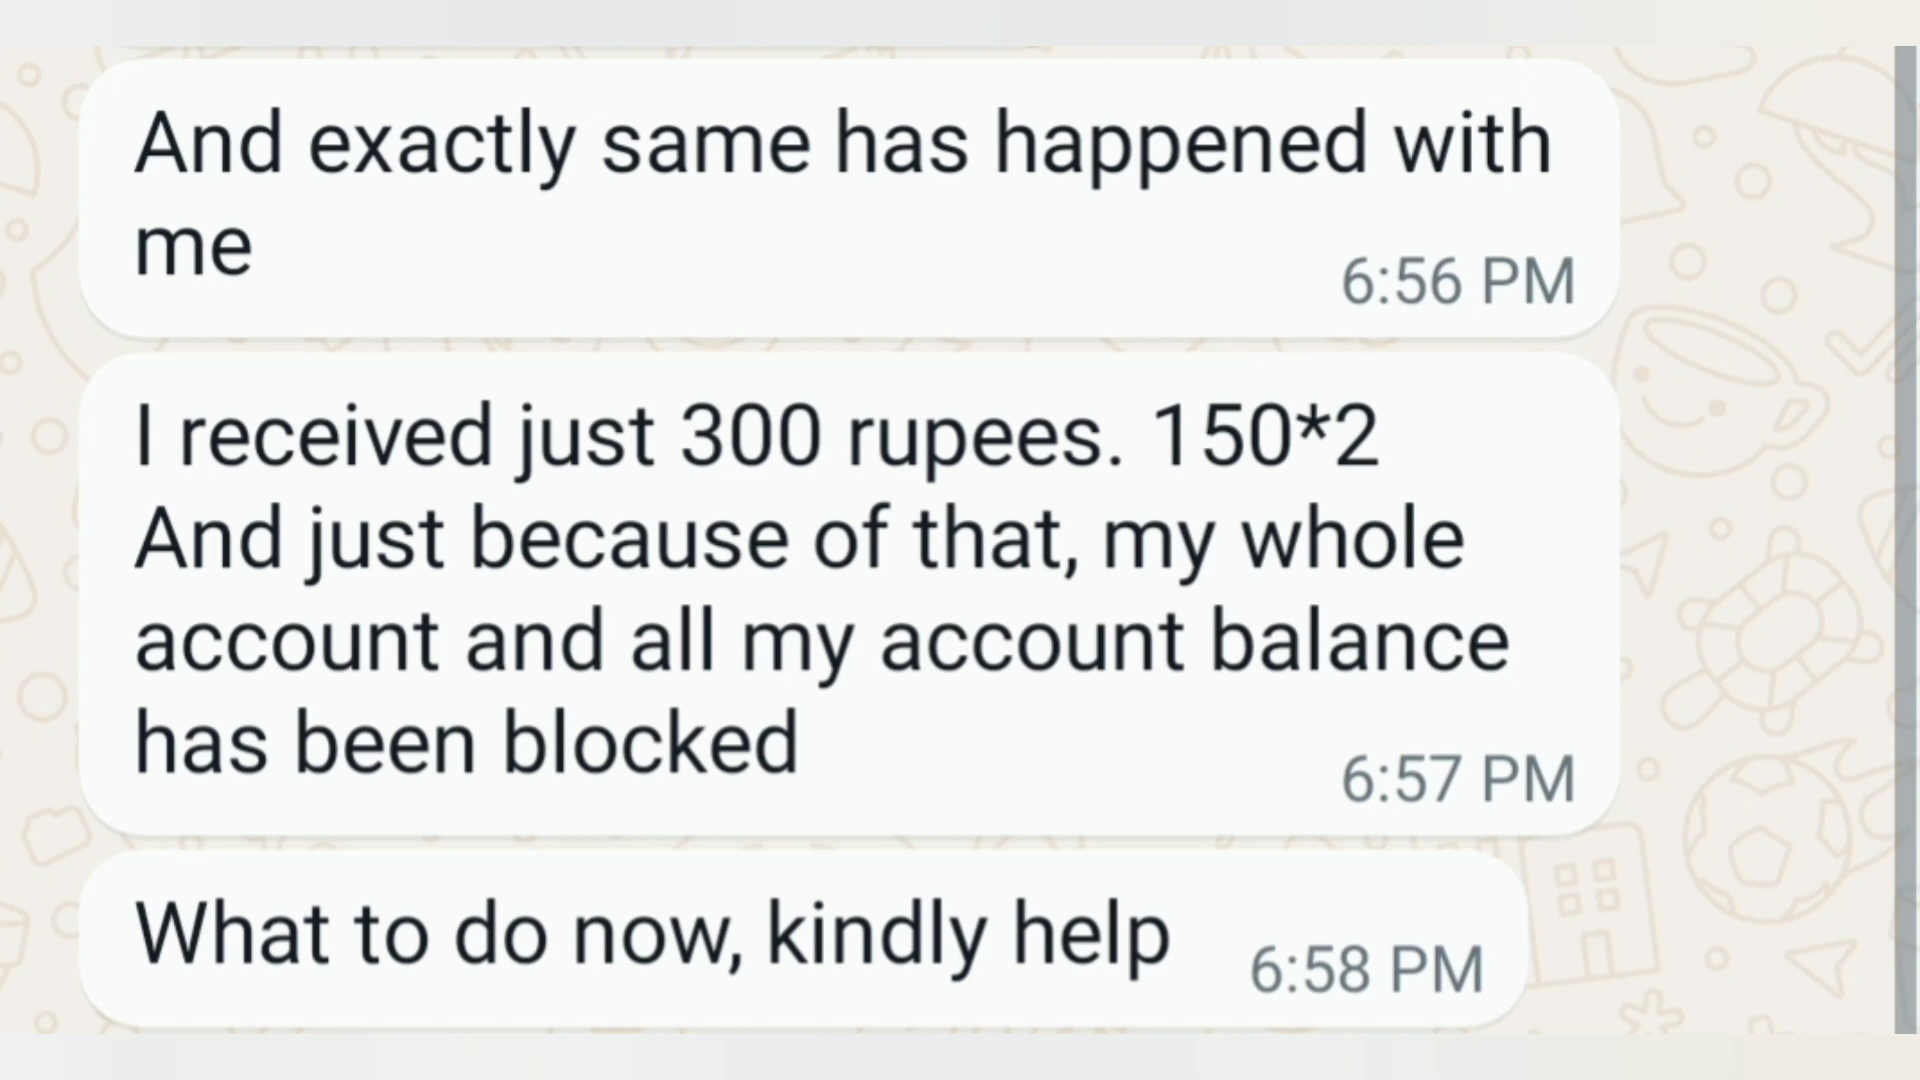 And exactly same has happened with
me
6:56 PM
I received just 300 rupees. 150*2
And just because of that, my whole
account and all my account balance
has been blocked
6:57 PM
What to do now, kindly help
6:58 PM